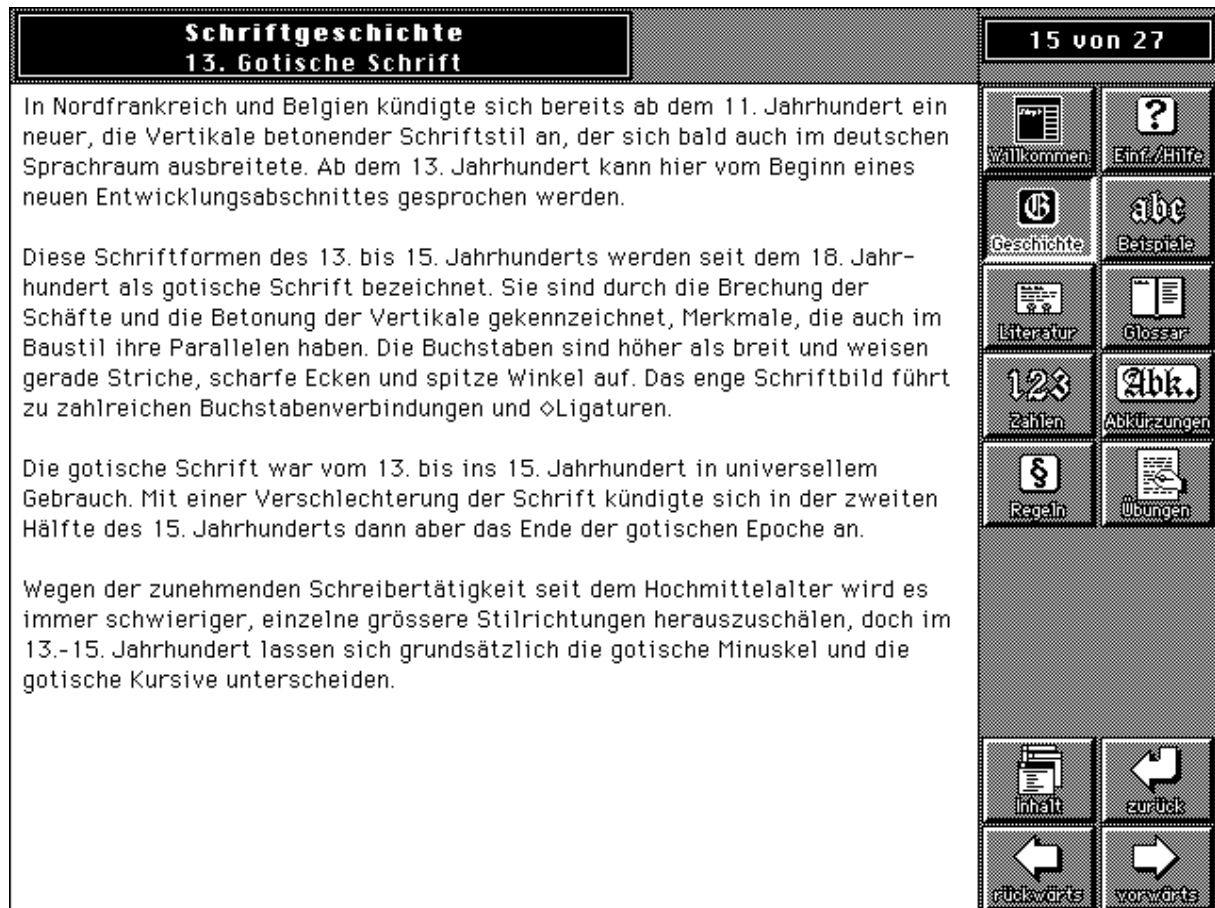 Schriftgeschichte
13. Gotische Schrift
15 von 27
In Nordfrankreich und Belgien kündigte sich bereits ab dem 11. Jahrhundert ein
neuer, die Vertikale betonender Schriftstil an, der sich bald auch im deutschen
Sprachraum ausbreitete. Ab dem 13. Jahrhundert kann hier vom Beginn eines
neuen Entwicklungsabschnittes gesprochen werden.
Diese Schriftformen des 13. bis 15. Jahrhunderts werden seit dem 18. Jahr-
hundert als gotische Schrift bezeichnet. Sie sind durch die Brechung der
Schäfte und die Betonung der Vertikale gekennzeichnet, Merkmale, die auch im
Baustil ihre Parallelen haben. Die Buchstaben sind höher als breit und weisen
gerade Striche, scharfe Ecken und spitze Winkel auf. Das enge Schriftbild führt
zu zahlreichen Buchstabenverbindungen und ◇Ligaturen.
Die gotische Schrift war vom 13. bis ins 15. Jahrhundert in universellem
Gebrauch. Mit einer Verschlechterung der Schrift kündigte sich in der zweiten
Hälfte des 15. Jahrhunderts dann aber das Ende der gotischen Epoche an.
Wegen der zunehmenden Schreibertätigkeit seit dem Hochmittelalter wird es
immer schwieriger, einzelne grössere Stilrichtungen herauszuschälen, doch im
13.-15. Jahrhundert lassen sich grundsätzlich die gotische Minuskel und die
gotische Kursive unterscheiden.
Willkommen
?
Einf./Hilfe
G
Geschichte
abc
Beispiele
Literatur
Glossar
123
Zahlen
Abk.
Abkürzungen
§
Regeln
Übungen
Inhalt
zurück
rückwärts
vorwärts